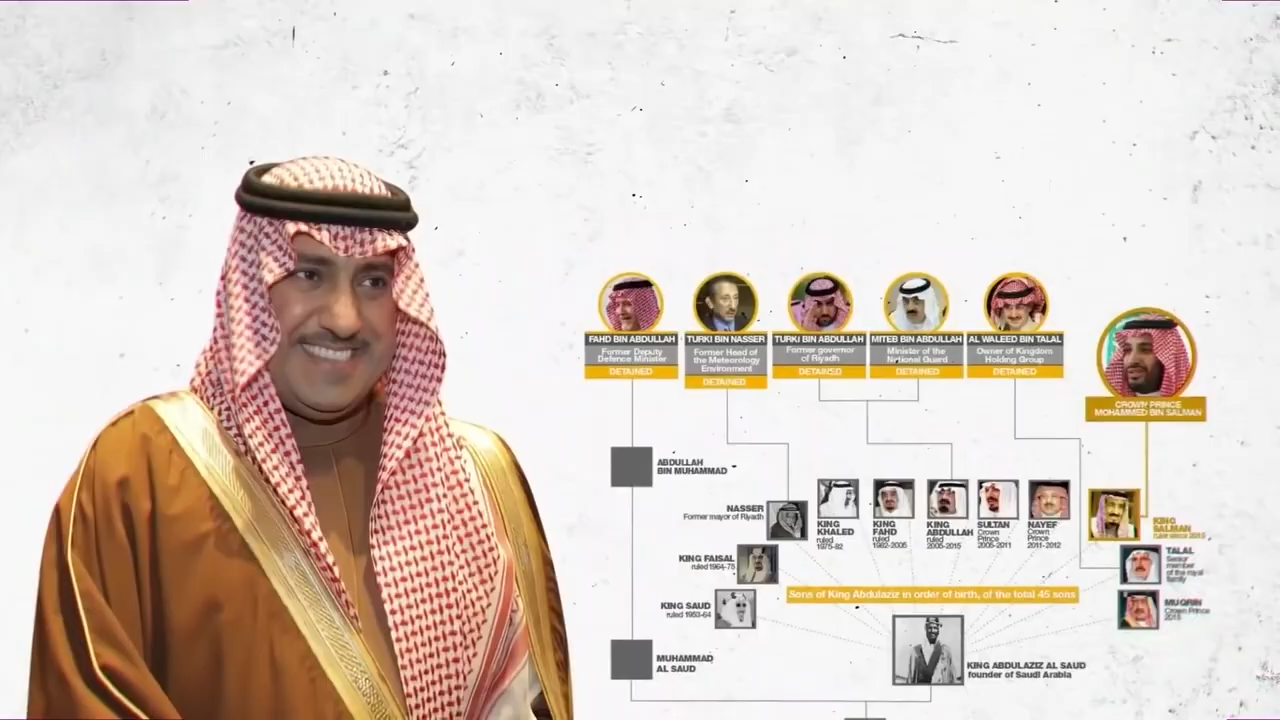 FAHD BIN ABDULLAH
Former Deputy
Defence Minister
DETAINED
TURKI BIN NASSER
Former Head of
the Meteorology
Environment
DETAINED
TURKI BIN ABDULLAH
Former governor
of Riyadh
DETAINED
MITEB BIN ABDULLAH
Minister of the
National Guard
DETAINED
AL WALEED BIN TALAL
Owner of Kingdom
Holding Group
DETAINED
CROWN PRINCE
MOHAMMED BIN SALMAN
ABDULLAH
BIN MUHAMMAD
NASSER
Former mayor of Riyadh
KING
KHALED
ruled
1975-82
KING
FAHD
ruled
1982-2005
KING
ABDULLAH
ruled
2005-2015
SULTAN
Crown
Prince
2005-2011
NAYEF
Crown
Prince
2011-2012
KING
SALMAN
ruler since 2015
KING FAISAL
ruled 1964-75
TALAL
Senior
member
of the royal
family
KING SAUD
ruled 1953-64
Sons of King Abdulaziz in order of birth, of the total 45 sons
MUQRIN
Crown Prince
2015
MUHAMMAD
AL SAUD
KING ABDULAZIZ AL SAUD
founder of Saudi Arabia